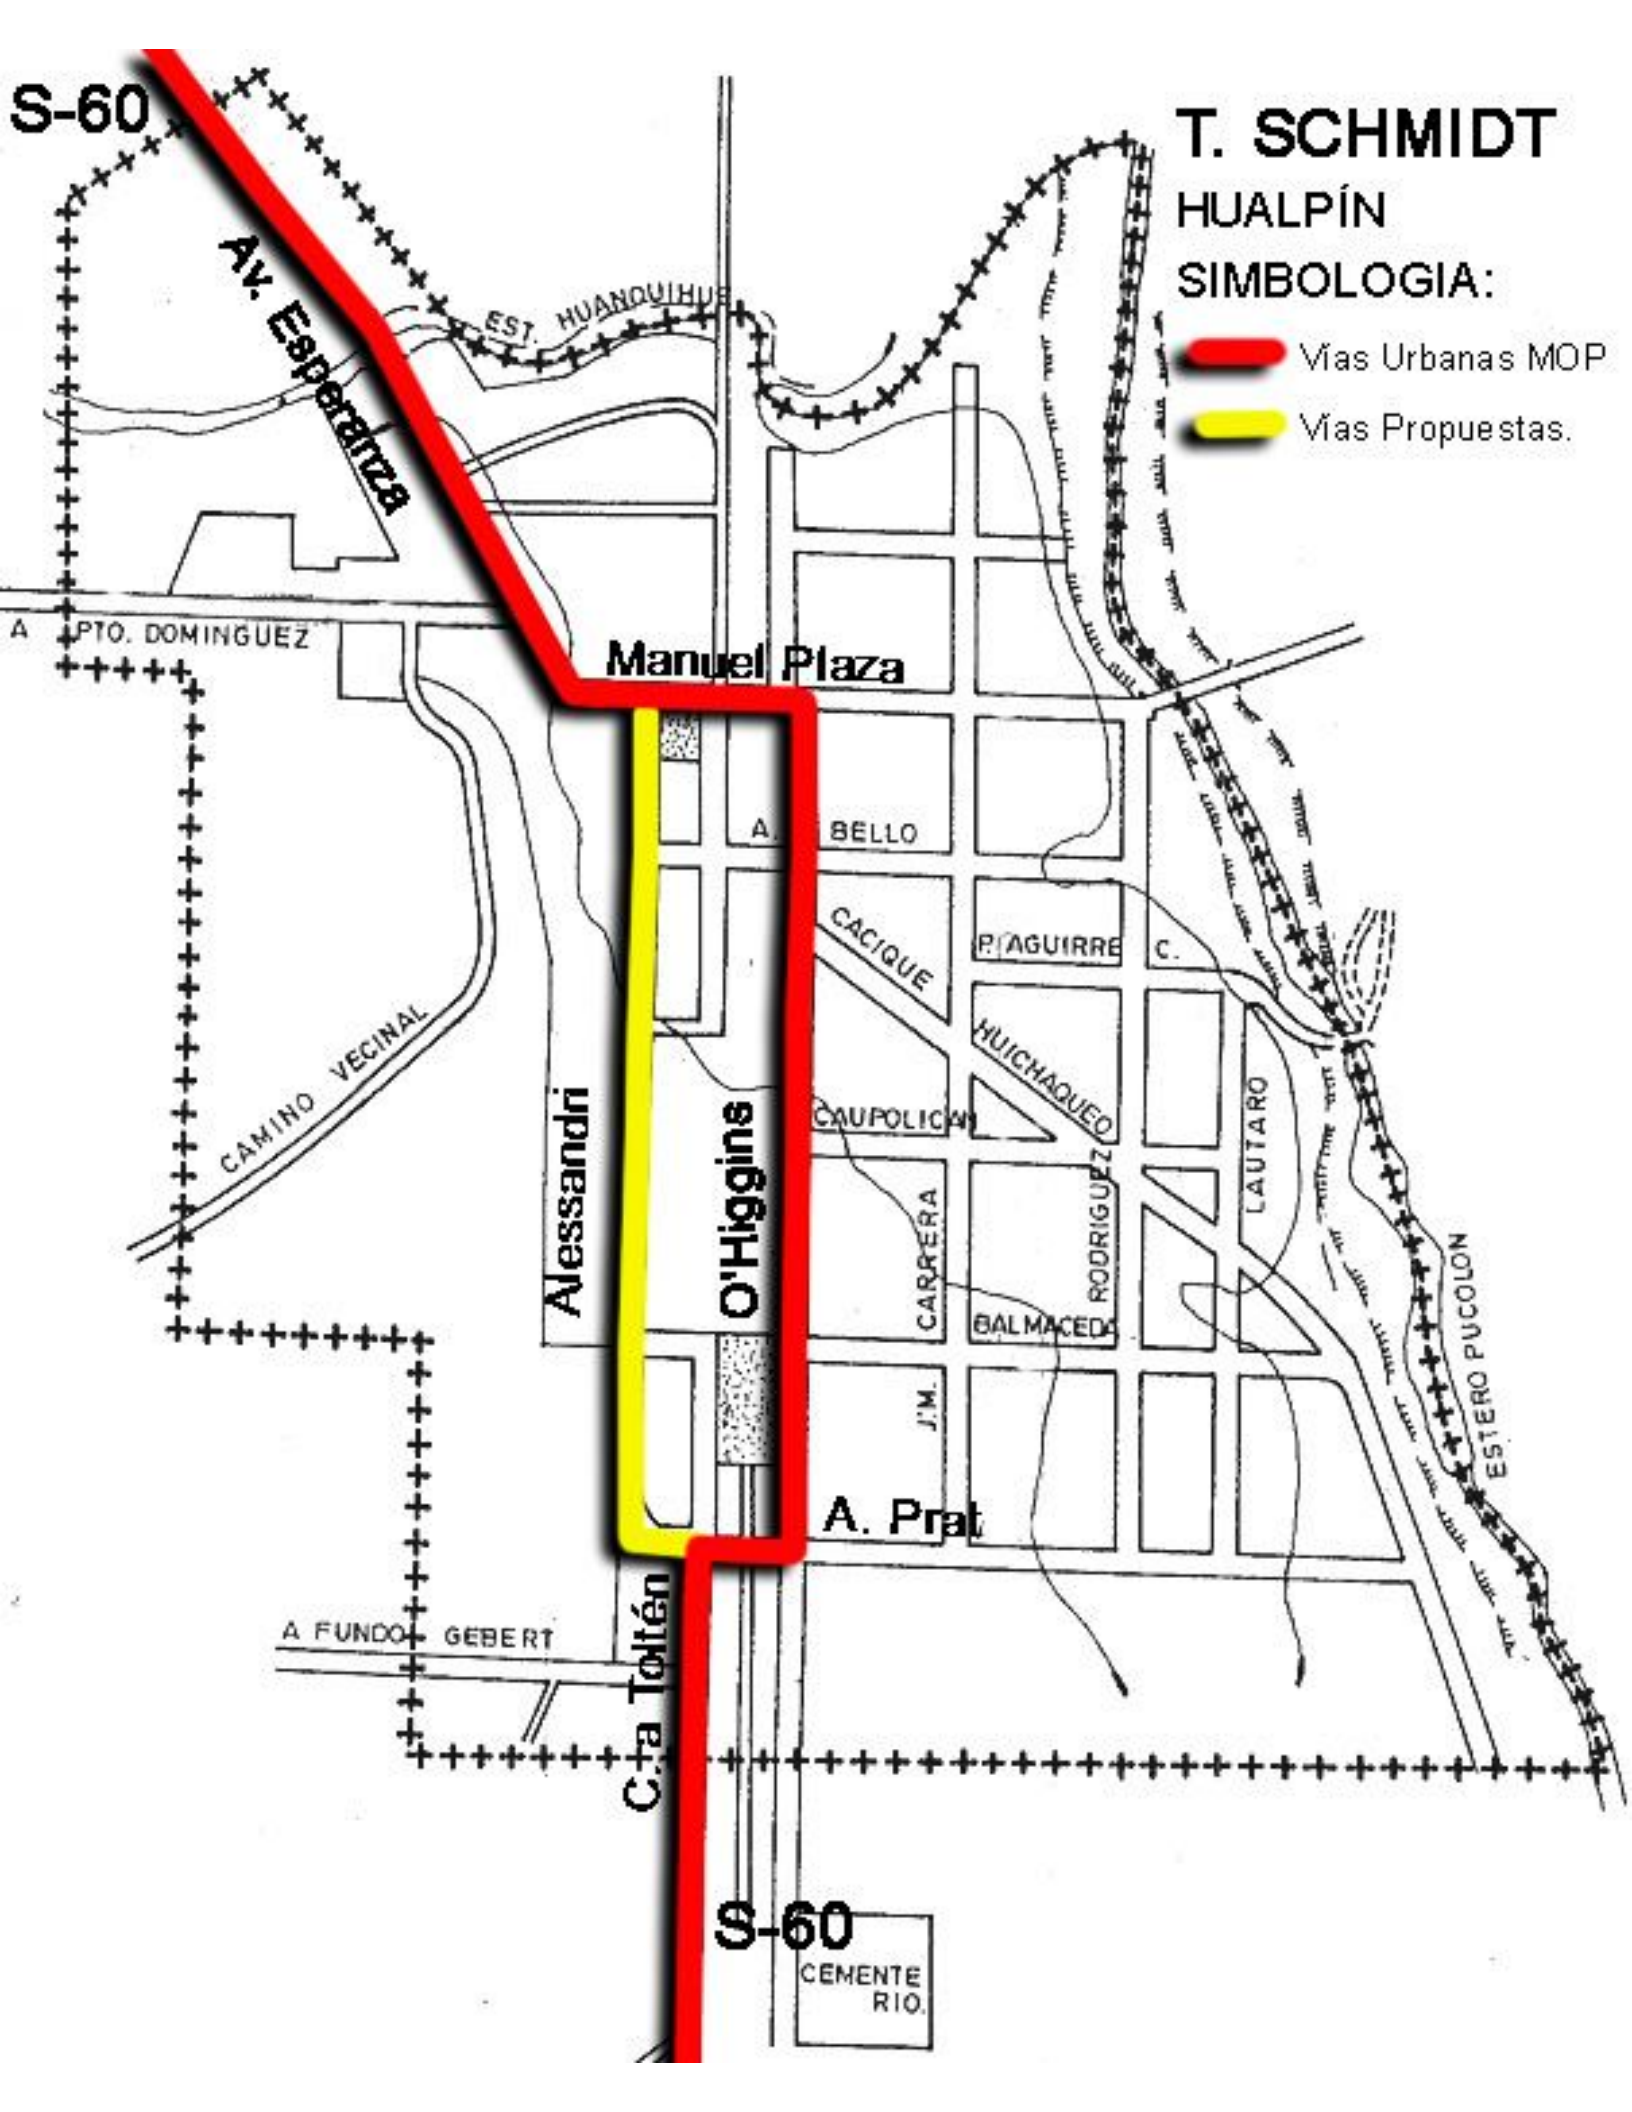 S-60
T. SCHMIDT
HUALPÍN
SIMBOLOGIA:
Vías Urbanas MOP
Vías Propuestas.
Av. Esperanza
EST. HUANQUIHUE
A PTO. DOMINGUEZ
Manuel Plaza
A. BELLO
CACIQUE
P. AGUIRRE C.
HUICHAQUEO
CAMINO VECINAL
CAUPOLICAN
LAUTARO
Alessandri
O'Higgins
J.M. CARRERA
RODRIGUEZ
BALMACEDA
ESTERO PUCOLON
A. Prat
A FUNDO GEBERT
C. a Toltén
S-60
CEMENTE
RIO.